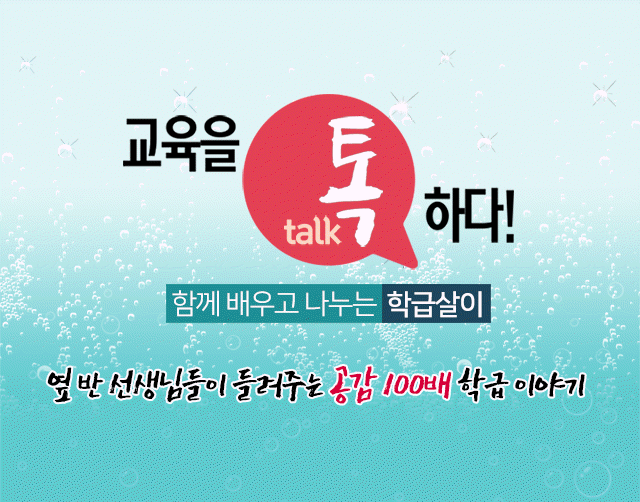 교육을 톡 talk 하다!
함께 배우고 나누는 학급살이
옆 반 선생님들이 들려주는 공감 100배 학급 이야기